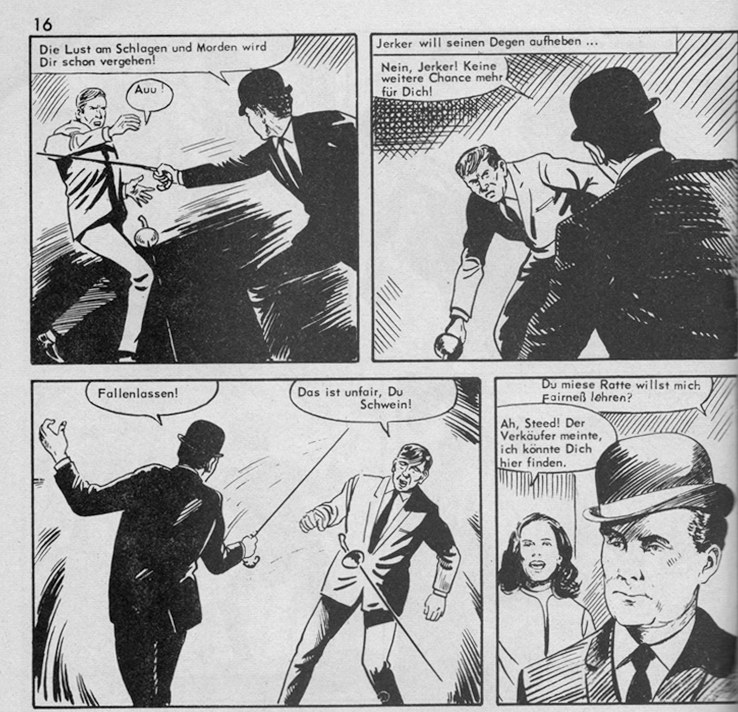 16
Die Lust am Schlagen und Morden wird
Dir schon vergehen!
Auu !
Jerker will seinen Degen aufheben ...
Nein, Jerker! Keine
weitere Chance mehr
für Dich!
Fallenlassen!
Das ist unfair, Du
Schwein!
Du miese Ratte willst mich
Fairneß lehren?
Ah, Steed! Der
Verkäufer meinte,
ich könnte Dich
hier finden.